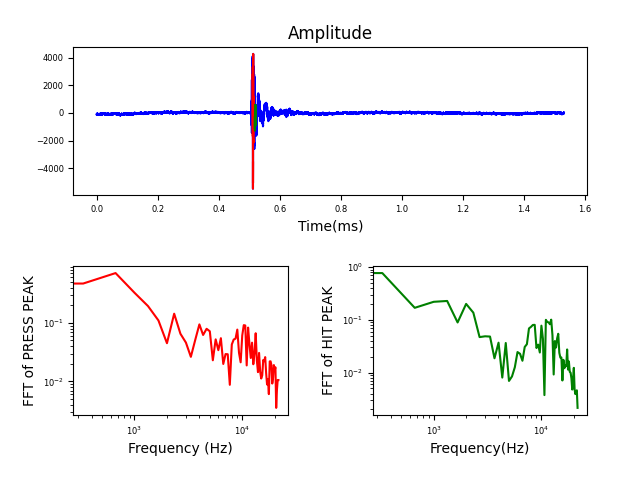 Amplitude
4000
2000
0
−2000
−4000
0.0 0.2 0.4 0.6 0.8 1.0 1.2 1.4 1.6
Time(ms)
FFT of PRESS PEAK
10⁻¹
10⁻²
10³ 10⁴
Frequency (Hz)
FFT of HIT PEAK
10⁰
10⁻¹
10⁻²
10³ 10⁴
Frequency(Hz)